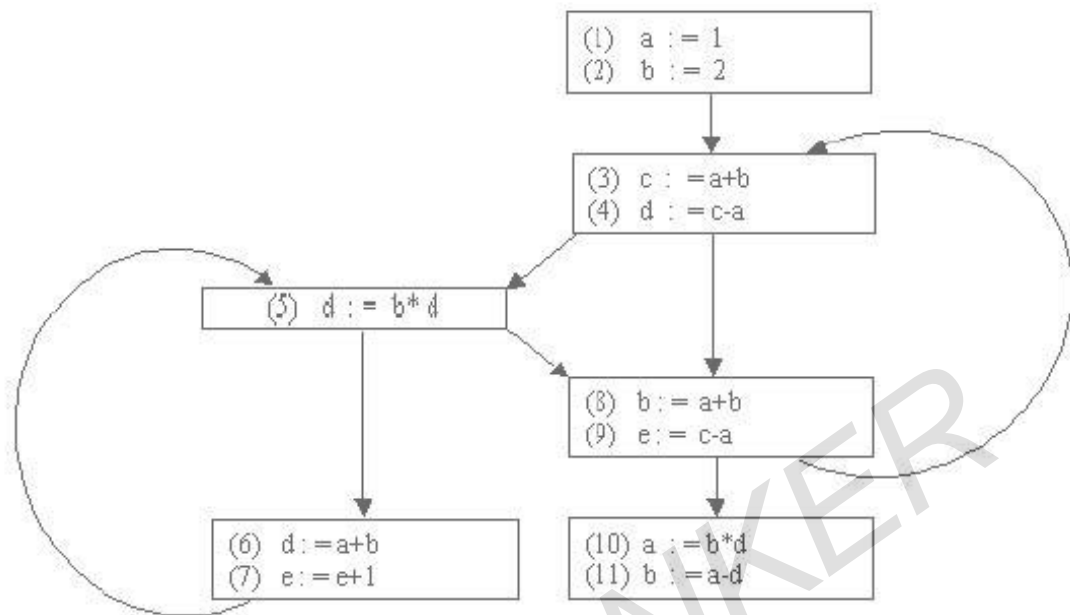 (1) a := 1
(2) b := 2
(3) c : =a+b
(4) d : =c-a
(5) d := b* d
(8) b := a+b
(9) e:= c-a
(6) d:=a+b
(7) e:=e+1
(10) a :=b*d
(11) b :=a-d